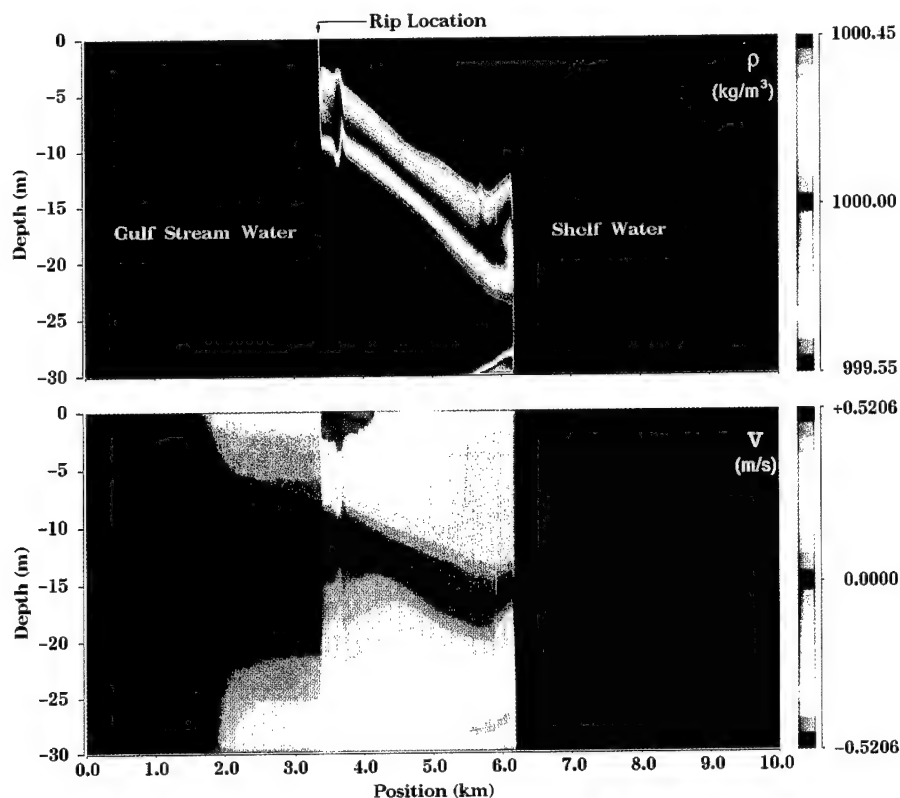 Rip Location
0
-5
-10
-15
-20
-25
-30
Depth (m)
Gulf Stream Water
Shelf Water
ρ
(kg/m³)
1000.45
1000.00
999.55
0
-5
-10
-15
-20
-25
-30
Depth (m)
V
(m/s)
+0.5206
0.0000
-0.5206
0.0 1.0 2.0 3.0 4.0 5.0 6.0 7.0 8.0 9.0 10.0
Position (km)